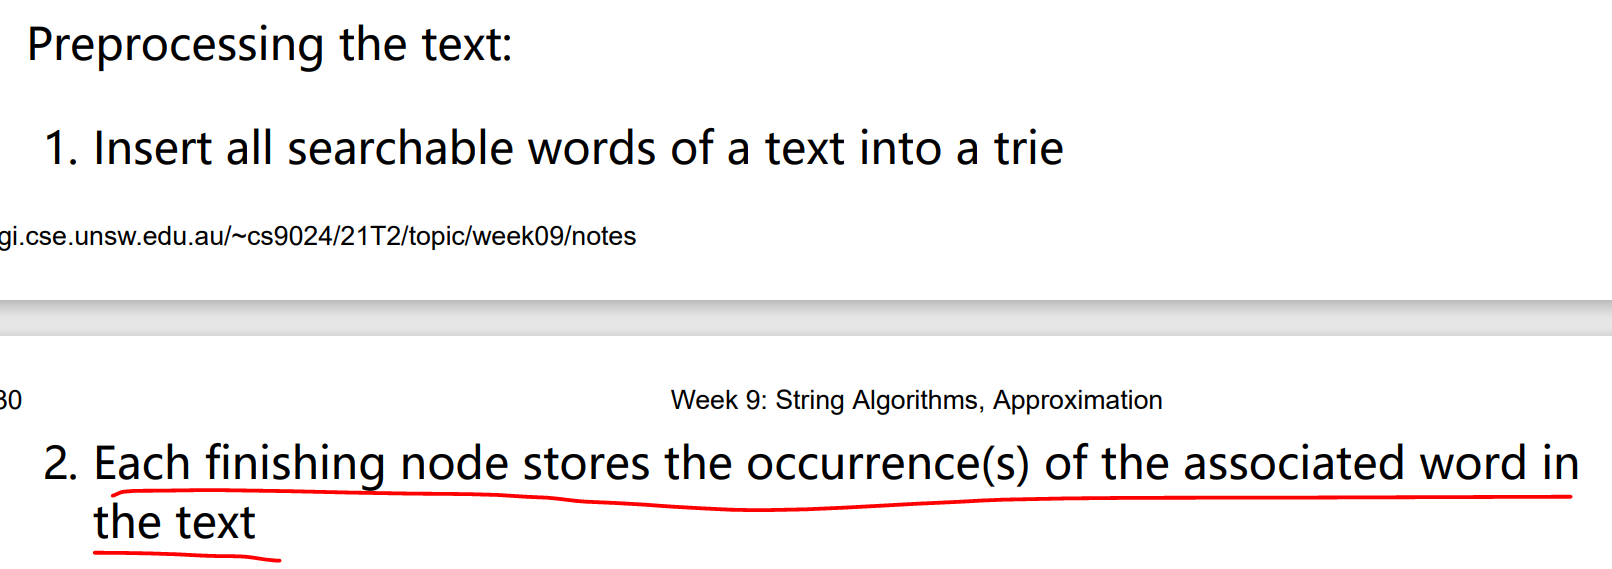 Preprocessing the text:
1. Insert all searchable words of a text into a trie
gi.cse.unsw.edu.au/~cs9024/21T2/topic/week09/notes
30
Week 9: String Algorithms, Approximation
2. Each finishing node stores the occurrence(s) of the associated word in
the text